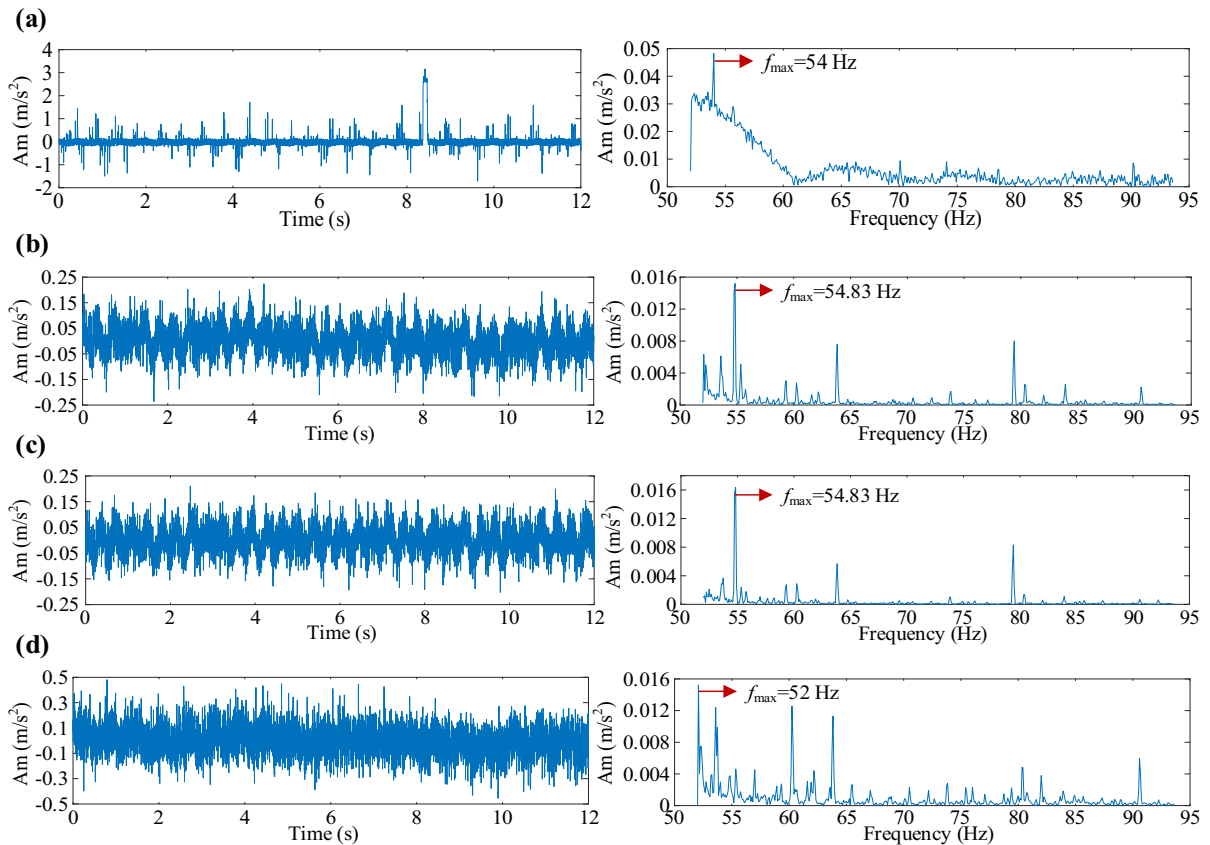 (a)
4
3
2
1
0
-1
-2
Am (m/s²)
0 2 4 6 8 10 12
Time (s)
0.05
0.04
0.03
0.02
0.01
0
Am (m/s²)
fmax=54 Hz
50 55 60 65 70 75 80 85 90 95
Frequency (Hz)
(b)
0.25
0.15
0.05
-0.05
-0.15
-0.25
Am (m/s²)
0 2 4 6 8 10 12
Time (s)
0.016
0.012
0.008
0.004
0
Am (m/s²)
fmax=54.83 Hz
50 55 60 65 70 75 80 85 90 95
Frequency (Hz)
(c)
0.25
0.15
0.05
-0.05
-0.15
-0.25
Am (m/s²)
0 2 4 6 8 10 12
Time (s)
0.016
0.012
0.008
0.004
0
Am (m/s²)
fmax=54.83 Hz
50 55 60 65 70 75 80 85 90 95
Frequency (Hz)
(d)
0.5
0.3
0.1
-0.1
-0.3
-0.5
Am (m/s²)
0 2 4 6 8 10 12
Time (s)
0.016
0.012
0.008
0.004
0
Am (m/s²)
fmax=52 Hz
50 55 60 65 70 75 80 85 90 95
Frequency (Hz)